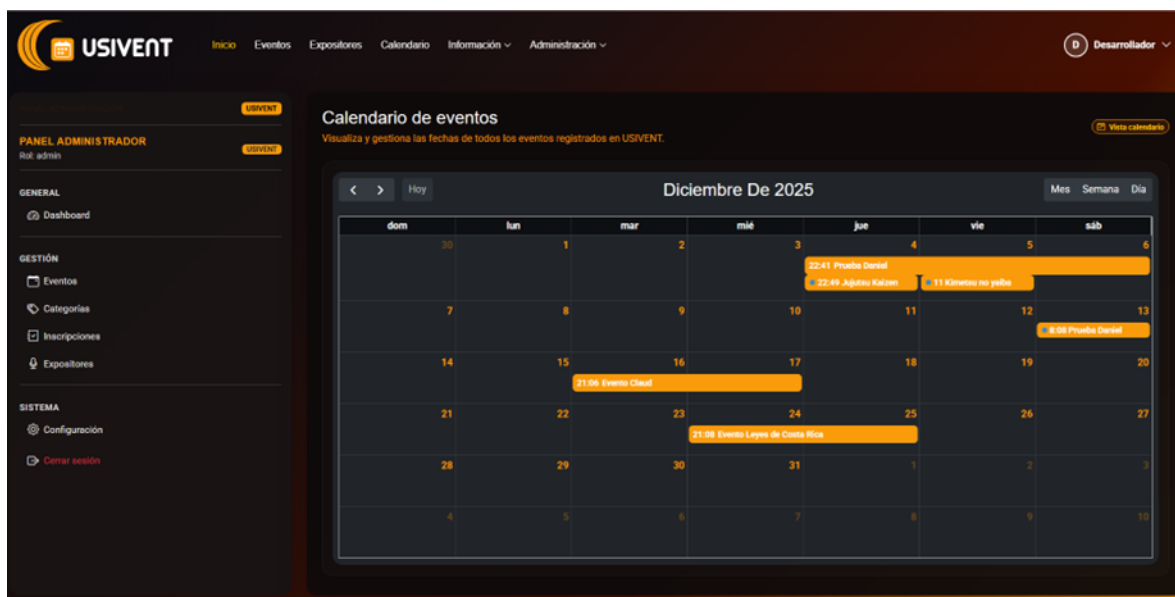 USIVENT
Inicio Eventos Expositores Calendario Información Administración
D Desarrollador
USIVENT
PANEL ADMINISTRADOR
Rol: admin
USIVENT
GENERAL
Dashboard
GESTIÓN
Eventos
Categorías
Inscripciones
Expositores
SISTEMA
Configuración
Cerrar sesión
Calendario de eventos
Visualiza y gestiona las fechas de todos los eventos registrados en USIVENT.
Vista calendario
Hoy
Diciembre De 2025
Mes Semana Día
dom lun mar mié jue vie sáb
30 1 2 3 4 5 6
22:41 Prueba Daniel
22:49 Jujutsu Kaizen 11 Kimetsu no yaiba
7 8 9 10 11 12 13
8:08 Prueba Daniel
14 15 16 17 18 19 20
21:06 Evento Claud
21 22 23 24 25 26 27
21:08 Evento Leyes de Costa Rica
28 29 30 31 1 2 3
4 5 6 7 8 9 10